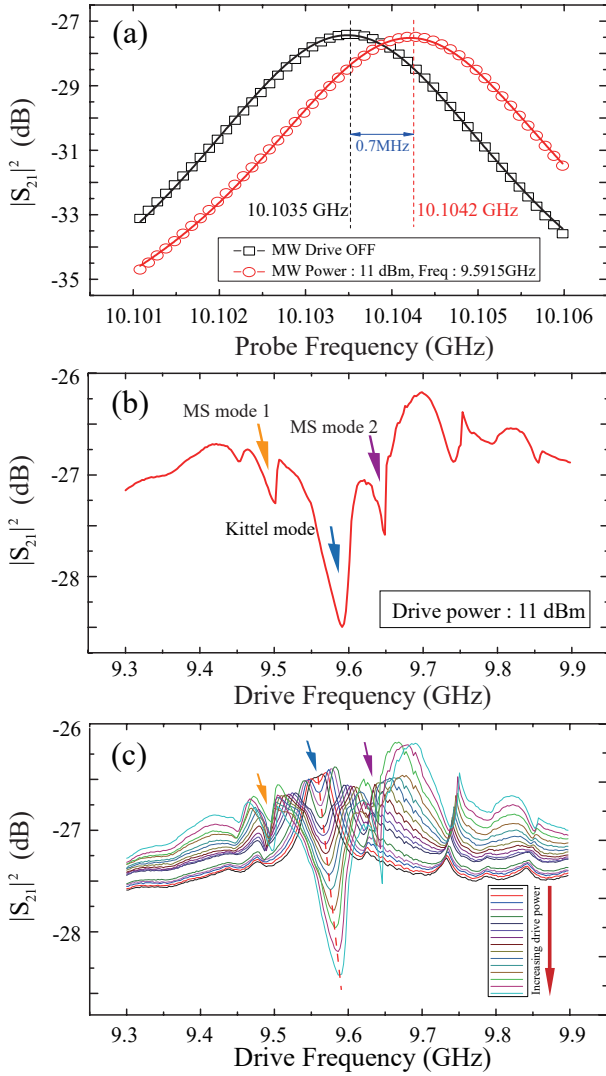 (a)
-27
-29
-31
-33
-35
|S₂₁|² (dB)
0.7MHz
10.1035 GHz
10.1042 GHz
MW Drive OFF
MW Power : 11 dBm, Freq : 9.5915GHz
10.101 10.102 10.103 10.104 10.105 10.106
Probe Frequency (GHz)
(b)
-26
-27
-28
|S₂₁|² (dB)
MS mode 1
MS mode 2
Kittel mode
Drive power : 11 dBm
9.3 9.4 9.5 9.6 9.7 9.8 9.9
Drive Frequency (GHz)
(c)
-26
-27
-28
|S₂₁|² (dB)
Increasing drive power
9.3 9.4 9.5 9.6 9.7 9.8 9.9
Drive Frequency (GHz)